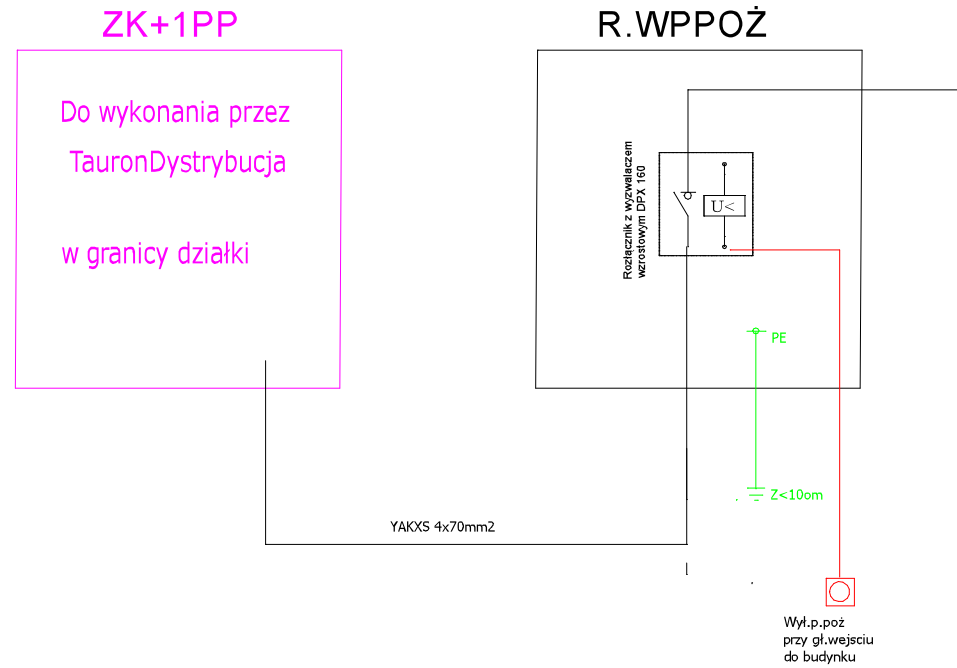 ZK+1PP
R.WPPOŻ
Do wykonania przez
TauronDystrybucja
w granicy działki
Rozłącznik z wyzwalaczem
wzrostowym DPX 160
U<
PE
Z<10om
YAKXS 4x70mm2
Wył.p.poż
przy gł.wejsciu
do budynku